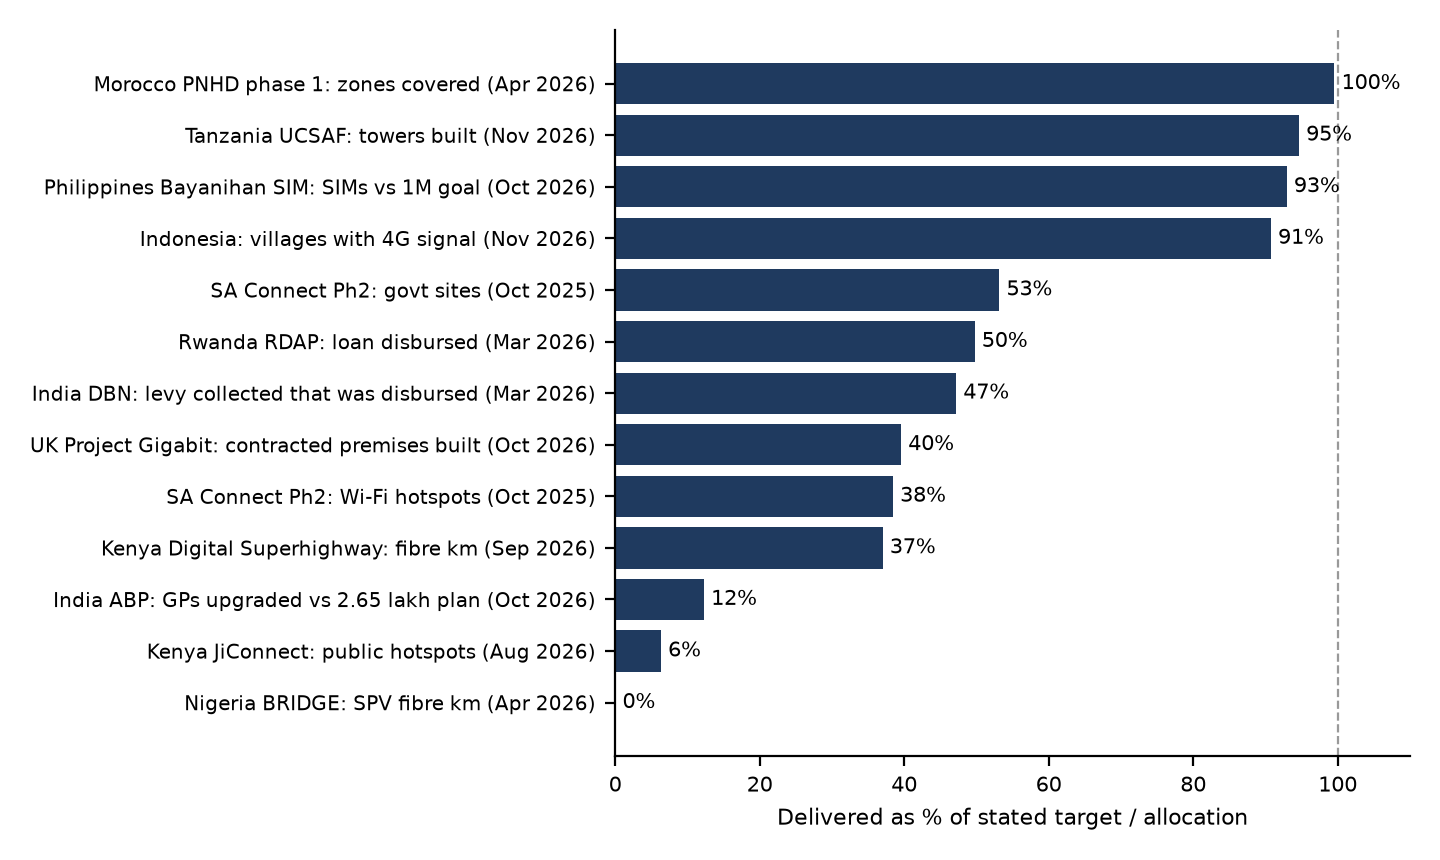 Morocco PNHD phase 1: zones covered (Apr 2026) 100%
Tanzania UCSAF: towers built (Nov 2026) 95%
Philippines Bayanihan SIM: SIMs vs 1M goal (Oct 2026) 93%
Indonesia: villages with 4G signal (Nov 2026) 91%
SA Connect Ph2: govt sites (Oct 2025) 53%
Rwanda RDAP: loan disbursed (Mar 2026) 50%
India DBN: levy collected that was disbursed (Mar 2026) 47%
UK Project Gigabit: contracted premises built (Oct 2026) 40%
SA Connect Ph2: Wi-Fi hotspots (Oct 2025) 38%
Kenya Digital Superhighway: fibre km (Sep 2026) 37%
India ABP: GPs upgraded vs 2.65 lakh plan (Oct 2026) 12%
Kenya JiConnect: public hotspots (Aug 2026) 6%
Nigeria BRIDGE: SPV fibre km (Apr 2026) 0%
0 20 40 60 80 100
Delivered as % of stated target / allocation